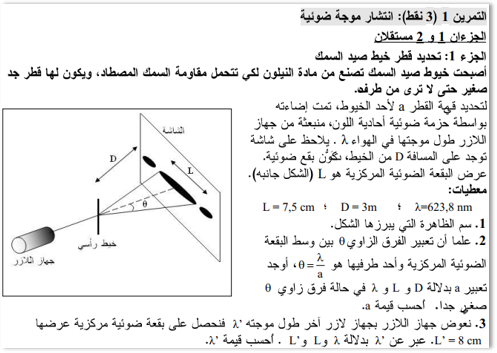 التمرين 1 (3 نقط): انتشار موجة ضوئية
الجزءان 1 و 2 مستقلان
الجزء 1: تحديد قطر خيط صيد السمك
أصبحت خيوط صيد السمك تصنع من مادة النيلون لكي تتحمل مقاومة السمك المصطاد، ويكون لها قطر جد
صغير حتى لا ترى من طرفه.
لتحديد قيمة القطر a لأحد الخيوط، تمت إضاءته
بواسطة حزمة ضوئية أحادية اللون، منبعثة من جهاز
اللازر طول موجتها في الهواء λ . يلاحظ على شاشة
توجد على المسافة D من الخيط، تكوُّن بقع ضوئية.
عرض البقعة الضوئية المركزية هو L (الشكل جانبه).
معطيات:
λ=623,8 nm ؛ D = 3m ؛ L = 7,5 cm
1. سم الظاهرة التي يبرزها الشكل.
2. علما أن تعبير الفرق الزاوي θ بين وسط البقعة
الضوئية المركزية وأحد طرفيها هو θ = λ/a ، أوجد
تعبير a بدلالة D و L و λ في حالة فرق زاوي θ
صغير جدا. أحسب قيمة a.
3. نعوض جهاز اللازر بجهاز لازر آخر طول موجته λ’ فنحصل على بقعة ضوئية مركزية عرضها
L’ = 8 cm . عبر عن λ’ بدلالة λ و L و L’ . أحسب قيمة λ’.
الشاشة
D
L
θ
خيط رأسي
جهاز اللازر